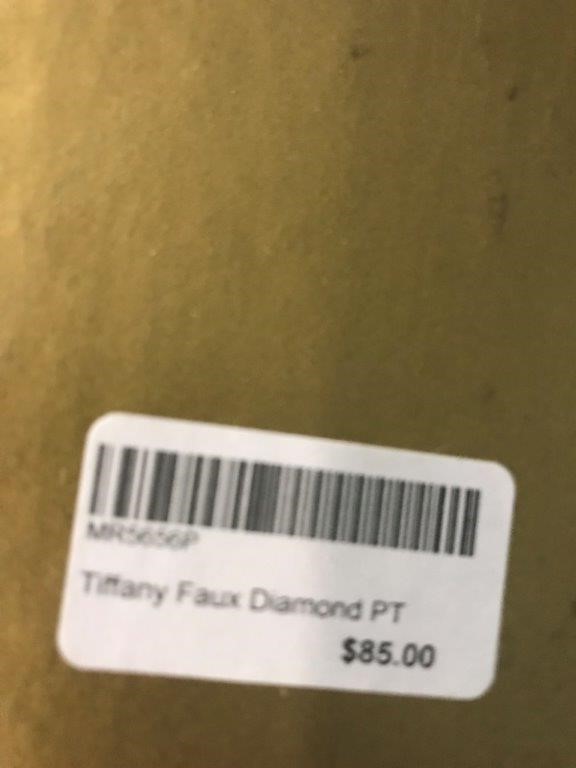 MR5656P
Tiffany Faux Diamond PT
$85.00